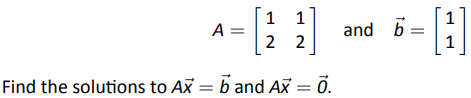 A = [1 1; 2 2] and b⃗ = [1; 1]
Find the solutions to Ax⃗ = b⃗ and Ax⃗ = 0⃗.